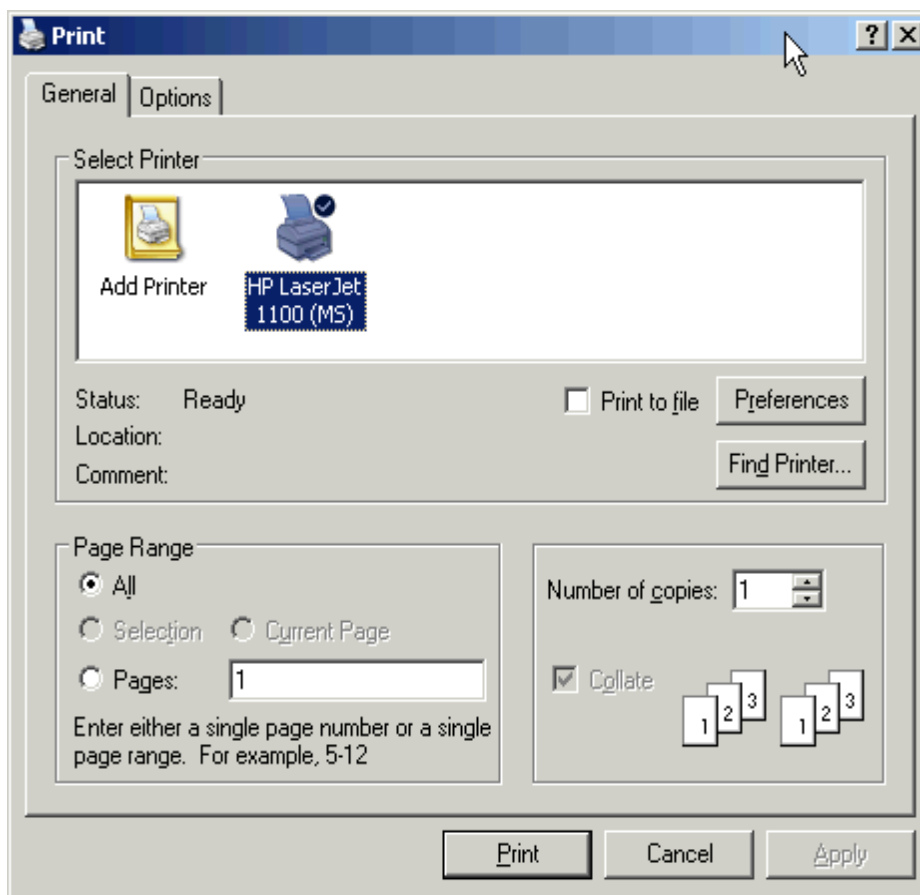 Print
General
Options
Select Printer
Add Printer
HP LaserJet
1100 (MS)
Status: Ready
Print to file
Preferences
Location:
Comment:
Find Printer...
Page Range
All
Selection
Current Page
Pages: 1
Enter either a single page number or a single
page range. For example, 5-12
Number of copies: 1
Collate
1 2 3 1 2 3
Print
Cancel
Apply